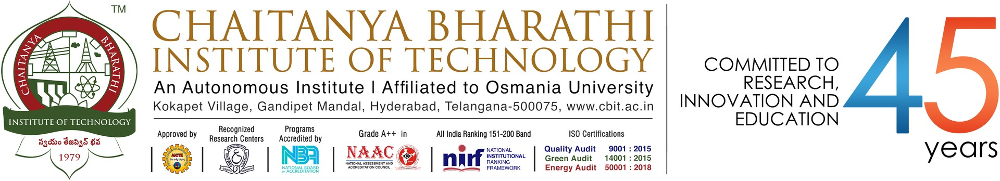 TM
CHAITANYA BHARATHI
INSTITUTE OF TECHNOLOGY
స్వయం తేజస్విన్ భవ
1979
CHAITANYA BHARATHI
INSTITUTE OF TECHNOLOGY
An Autonomous Institute | Affiliated to Osmania University
Kokapet Village, Gandipet Mandal, Hyderabad, Telangana-500075, www.cbit.ac.in
Approved by
AICTE
Recognized
Research Centers
Programs
Accredited by
NBA
NATIONAL BOARD
OF ACCREDITATION
Grade A++ in
NAAC
NATIONAL ASSESSMENT AND
ACCREDITATION COUNCIL
All India Ranking 151-200 Band
nirf
NATIONAL
INSTITUTIONAL
RANKING
FRAMEWORK
ISO Certifications
Quality Audit 9001 : 2015
Green Audit 14001 : 2015
Energy Audit 50001 : 2018
COMMITTED TO
RESEARCH,
INNOVATION AND
EDUCATION
45
years